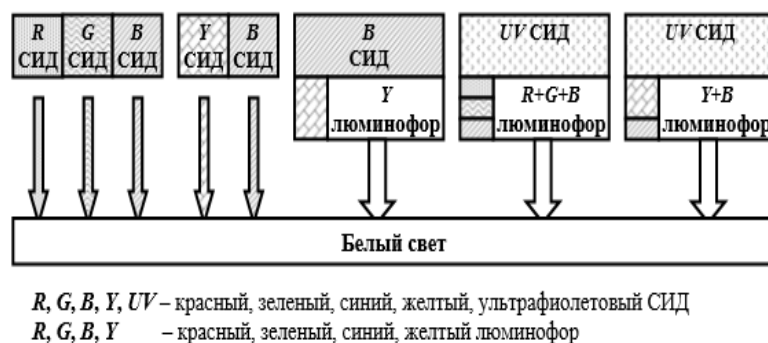 R G B Y B B UV СИД UV СИД
СИД СИД СИД СИД СИД СИД
Y R+G+B Y+B
люминофор люминофор люминофор
Белый свет
R, G, B, Y, UV – красный, зеленый, синий, желтый, ультрафиолетовый СИД
R, G, B, Y – красный, зеленый, синий, желтый люминофор